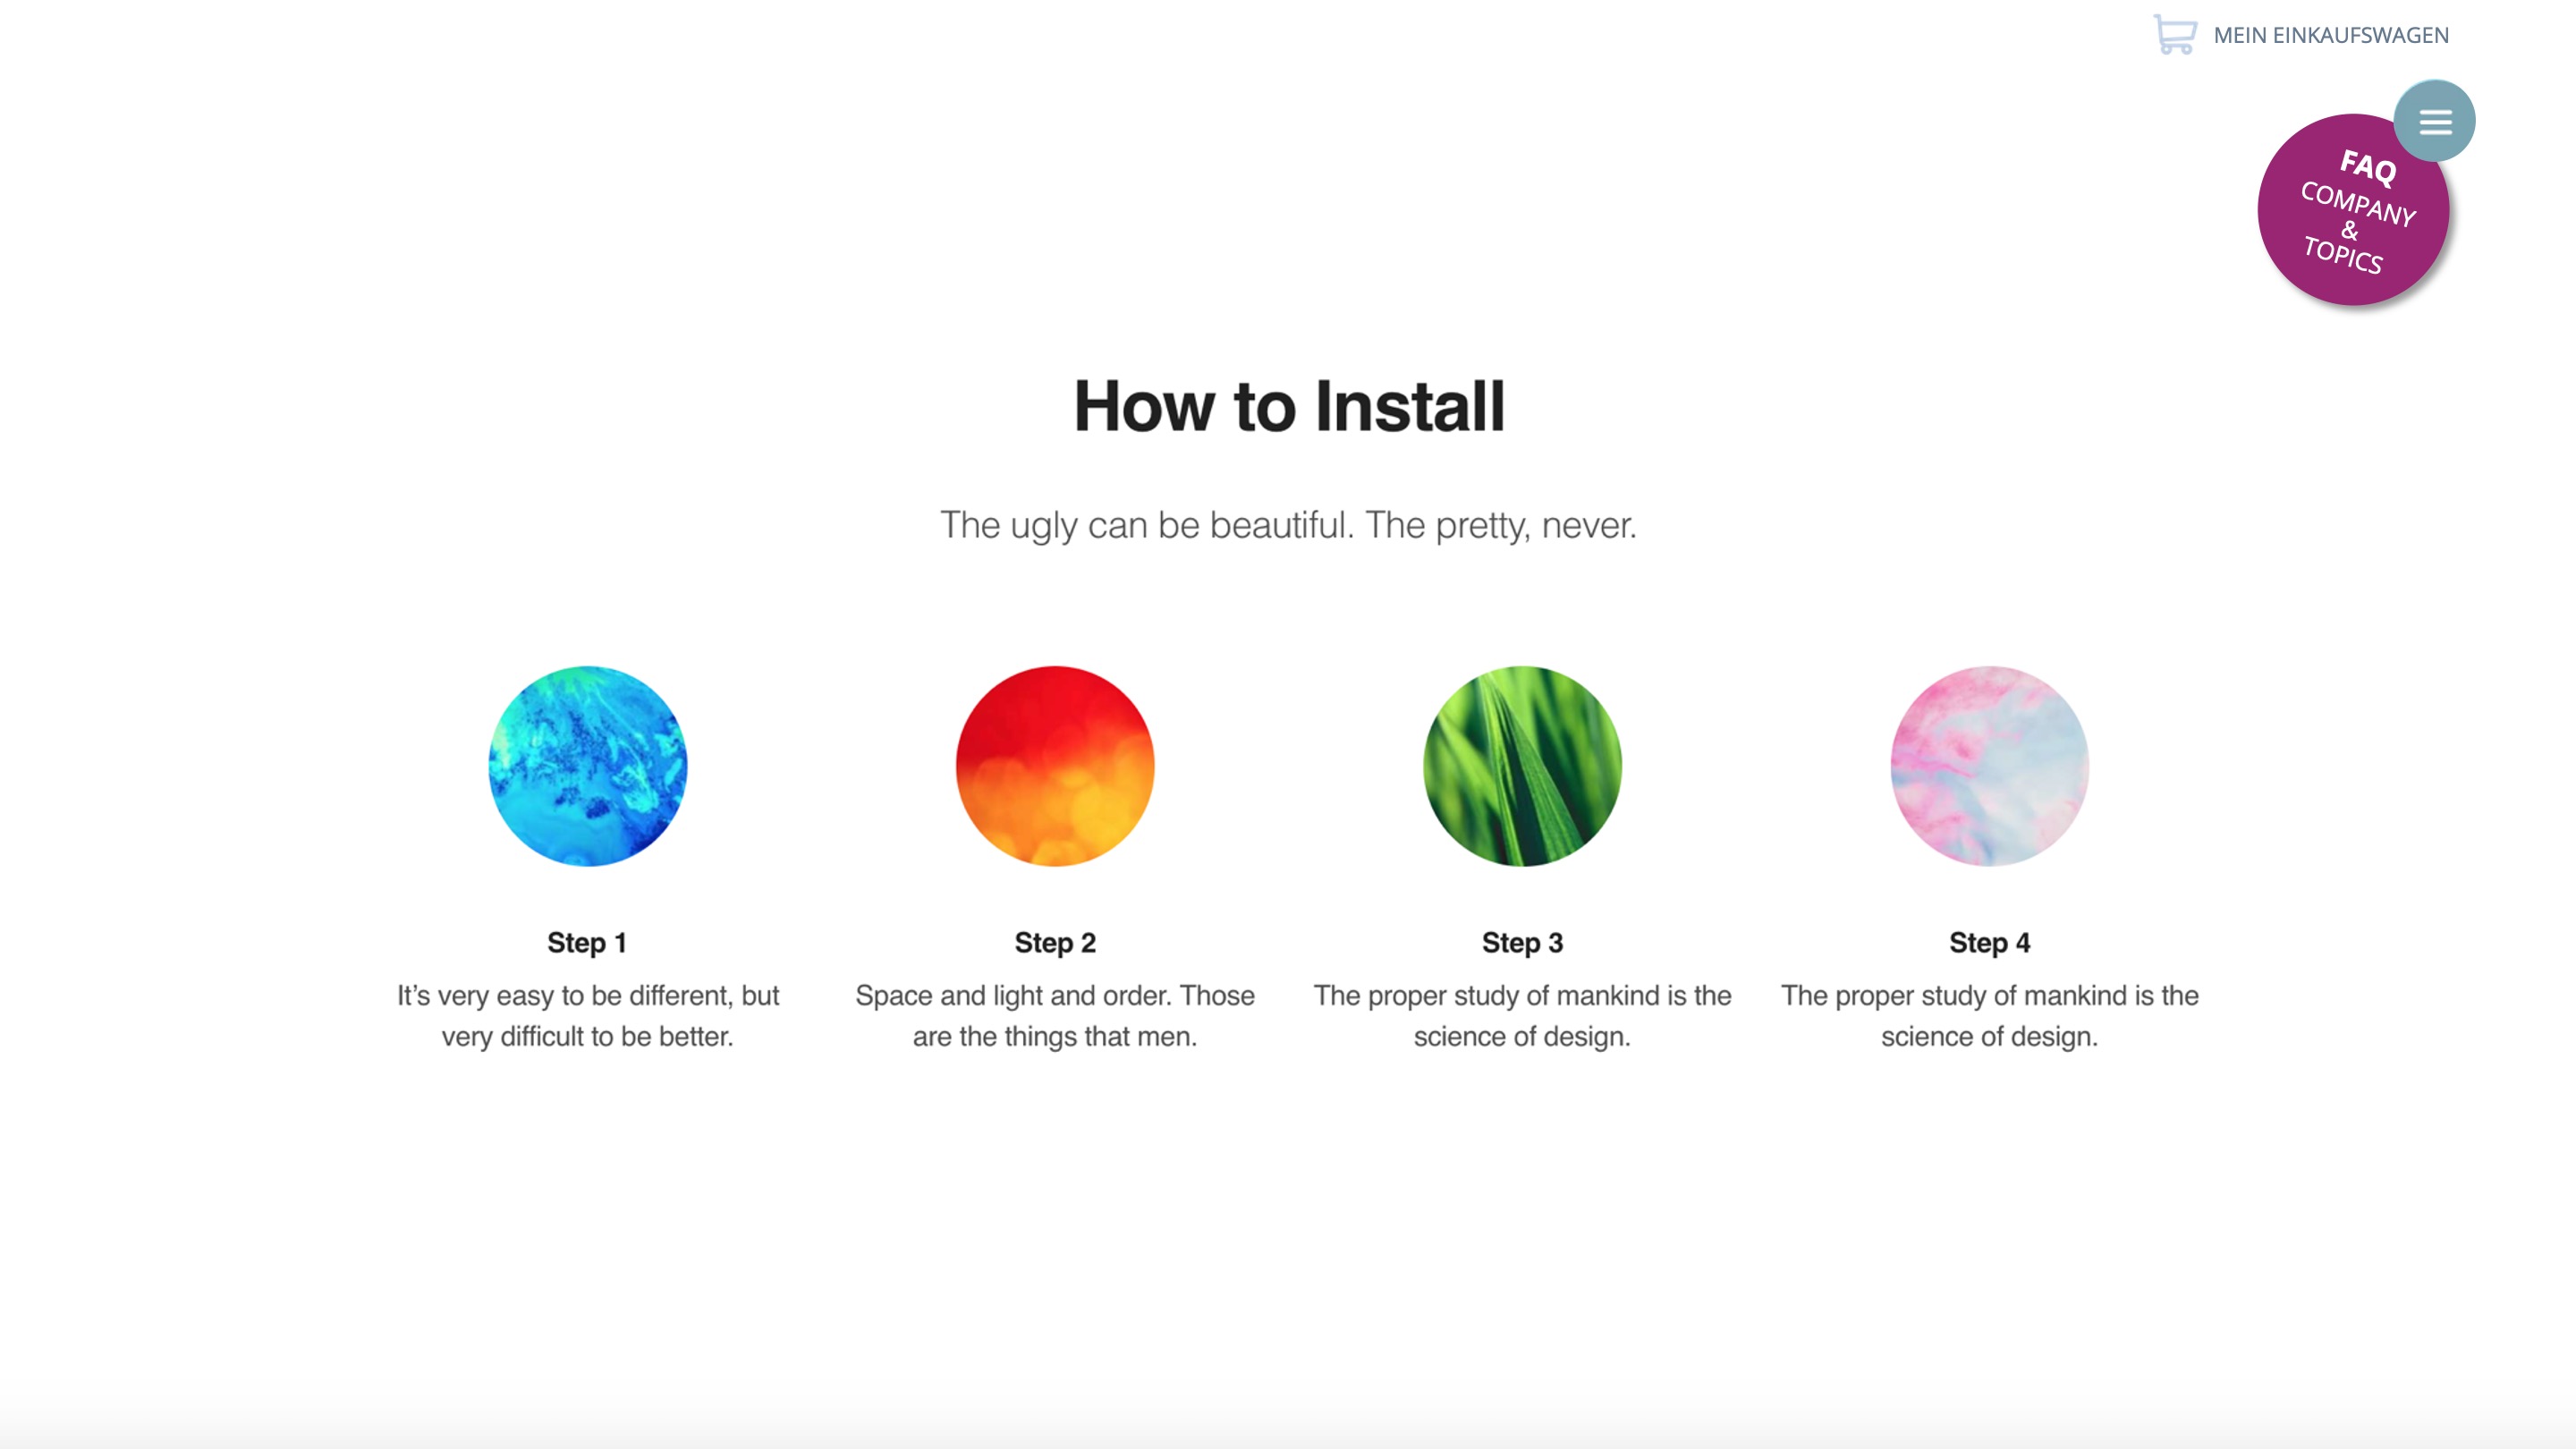 MEIN EINKAUFSWAGEN
FAQ
COMPANY
&
TOPICS
How to Install
The ugly can be beautiful. The pretty, never.
Step 1
It’s very easy to be different, but
very difficult to be better.
Step 2
Space and light and order. Those
are the things that men.
Step 3
The proper study of mankind is the
science of design.
Step 4
The proper study of mankind is the
science of design.